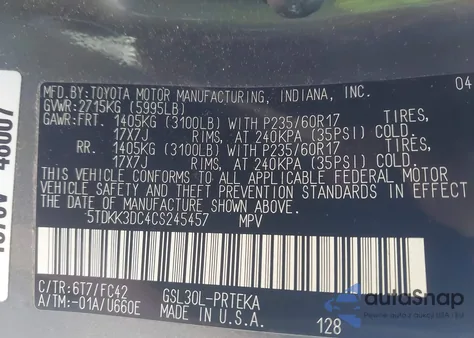 MFD.BY:TOYOTA MOTOR MANUFACTURING, INDIANA, INC. 04
GVWR:2715KG (5995LB)
GAWR:FRT. 1405KG (3100LB) WITH P235/60R17 TIRES,
17X7J RIMS, AT 240KPA (35PSI) COLD
RR. 1405KG (3100LB) WITH P235/60R17 TIRES,
17X7J RIMS, AT 240KPA (35PSI) COLD
THIS VEHICLE CONFORMS TO ALL APPLICABLE FEDERAL MOTOR
VEHICLE SAFETY AND THEFT PREVENTION STANDARDS IN EFFECT
THE DATE OF MANUFACTURE SHOWN ABOVE.
5TDKK3DC4CS245457 MPV
C/TR:6T7/FC42 GSL30L-PRTEKA
A/TM:-01A/U660E MADE IN U.S.A. 128
autoSnap